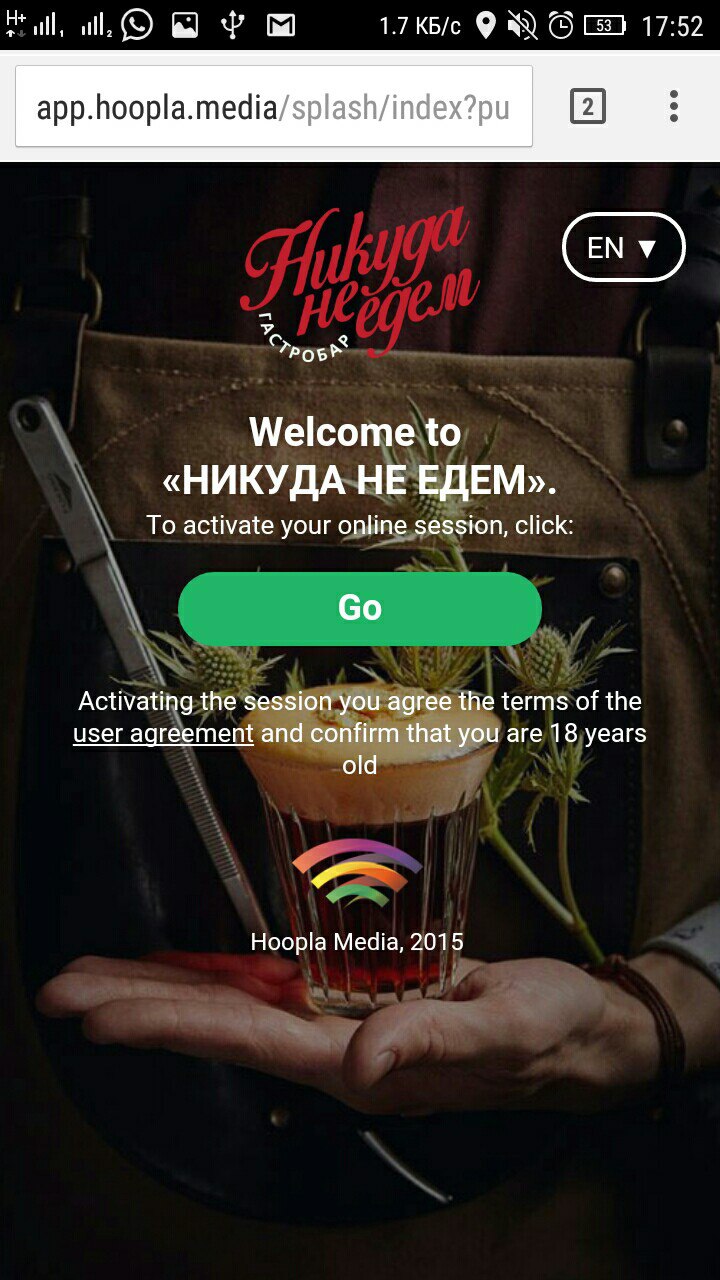 H+ 1 2 1.7 КБ/с 53 17:52
app.hoopla.media/splash/index?pu
2
Никуда
не едем
ГАСТРОБАР
EN ▼
Welcome to
«НИКУДА НЕ ЕДЕМ».
To activate your online session, click:
Go
Activating the session you agree the terms of the
user agreement and confirm that you are 18 years
old
Hoopla Media, 2015